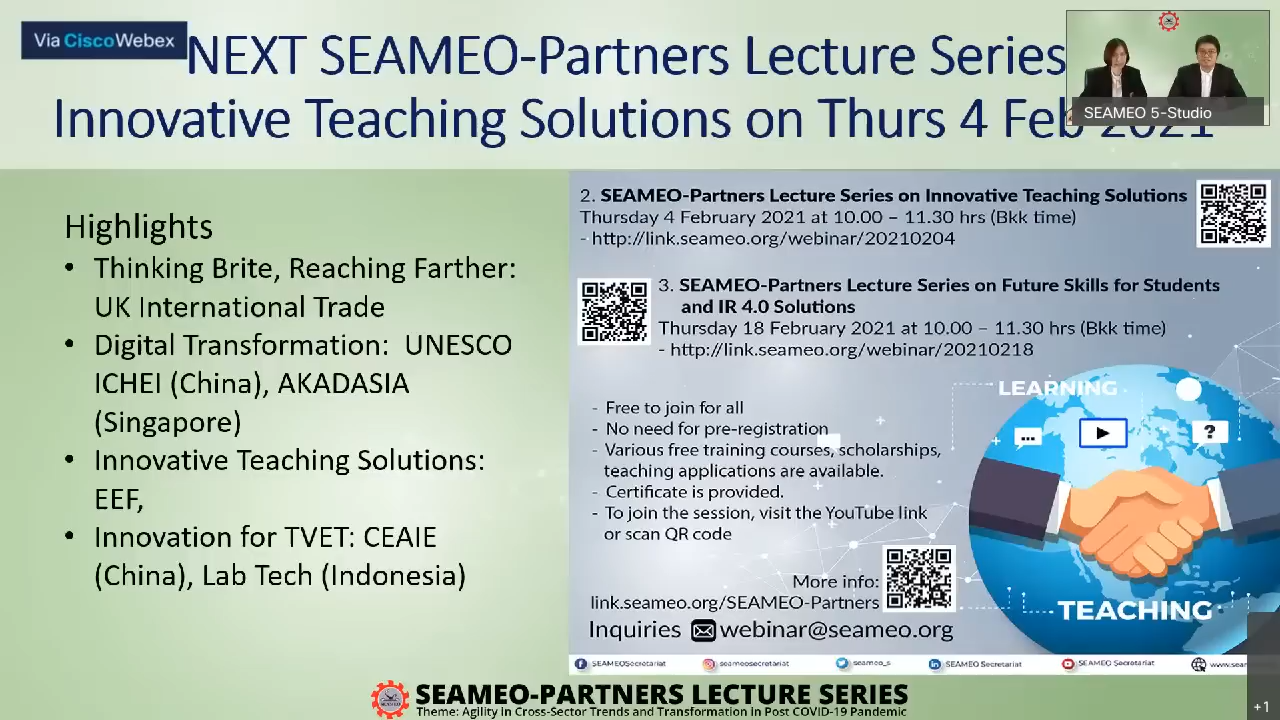 Via CiscoWebex
NEXT SEAMEO-Partners Lecture Series
Innovative Teaching Solutions on Thurs 4 Feb 2021
SEAMEO 5-Studio
Highlights
• Thinking Brite, Reaching Farther:
UK International Trade
• Digital Transformation: UNESCO
ICHEI (China), AKADASIA
(Singapore)
• Innovative Teaching Solutions:
EEF,
• Innovation for TVET: CEAIE
(China), Lab Tech (Indonesia)
2. SEAMEO-Partners Lecture Series on Innovative Teaching Solutions
Thursday 4 February 2021 at 10.00 – 11.30 hrs (Bkk time)
- http://link.seameo.org/webinar/20210204
3. SEAMEO-Partners Lecture Series on Future Skills for Students
and IR 4.0 Solutions
Thursday 18 February 2021 at 10.00 – 11.30 hrs (Bkk time)
- http://link.seameo.org/webinar/20210218
- Free to join for all
- No need for pre-registration
- Various free training courses, scholarships,
teaching applications are available.
- Certificate is provided.
- To join the session, visit the YouTube link
or scan QR code
LEARNING
...
?
TEACHING
More info:
link.seameo.org/SEAMEO-Partners
Inquiries webinar@seameo.org
SEAMEOSecretariat
seameosecretariat
seameo_s
SEAMEO Secretariat
SEAMEO Secretariat
SEAMEO-PARTNERS LECTURE SERIES
Theme: Agility in Cross-Sector Trends and Transformation in Post COVID-19 Pandemic
+1